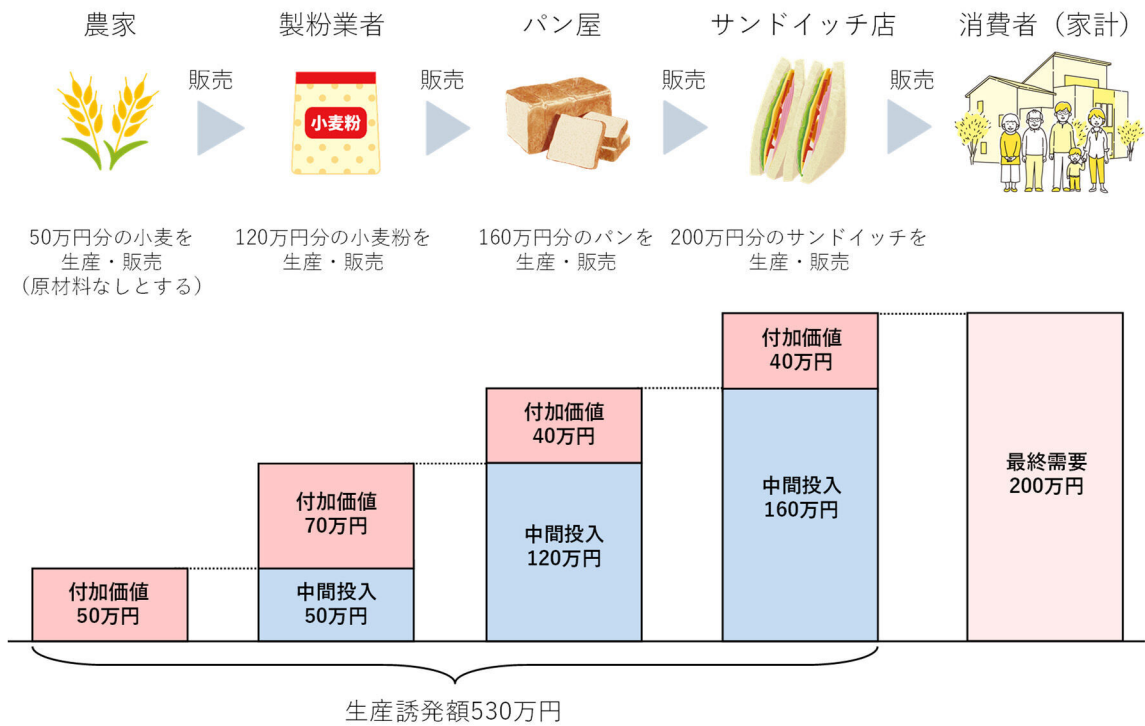 農家
製粉業者
パン屋
サンドイッチ店
消費者（家計）
販売
販売
販売
販売
小麦粉
50万円分の小麦を
生産・販売
（原材料なしとする）
120万円分の小麦粉を
生産・販売
160万円分のパンを
生産・販売
200万円分のサンドイッチを
生産・販売
付加価値
50万円
付加価値
70万円
中間投入
50万円
付加価値
40万円
中間投入
120万円
付加価値
40万円
中間投入
160万円
最終需要
200万円
生産誘発額530万円